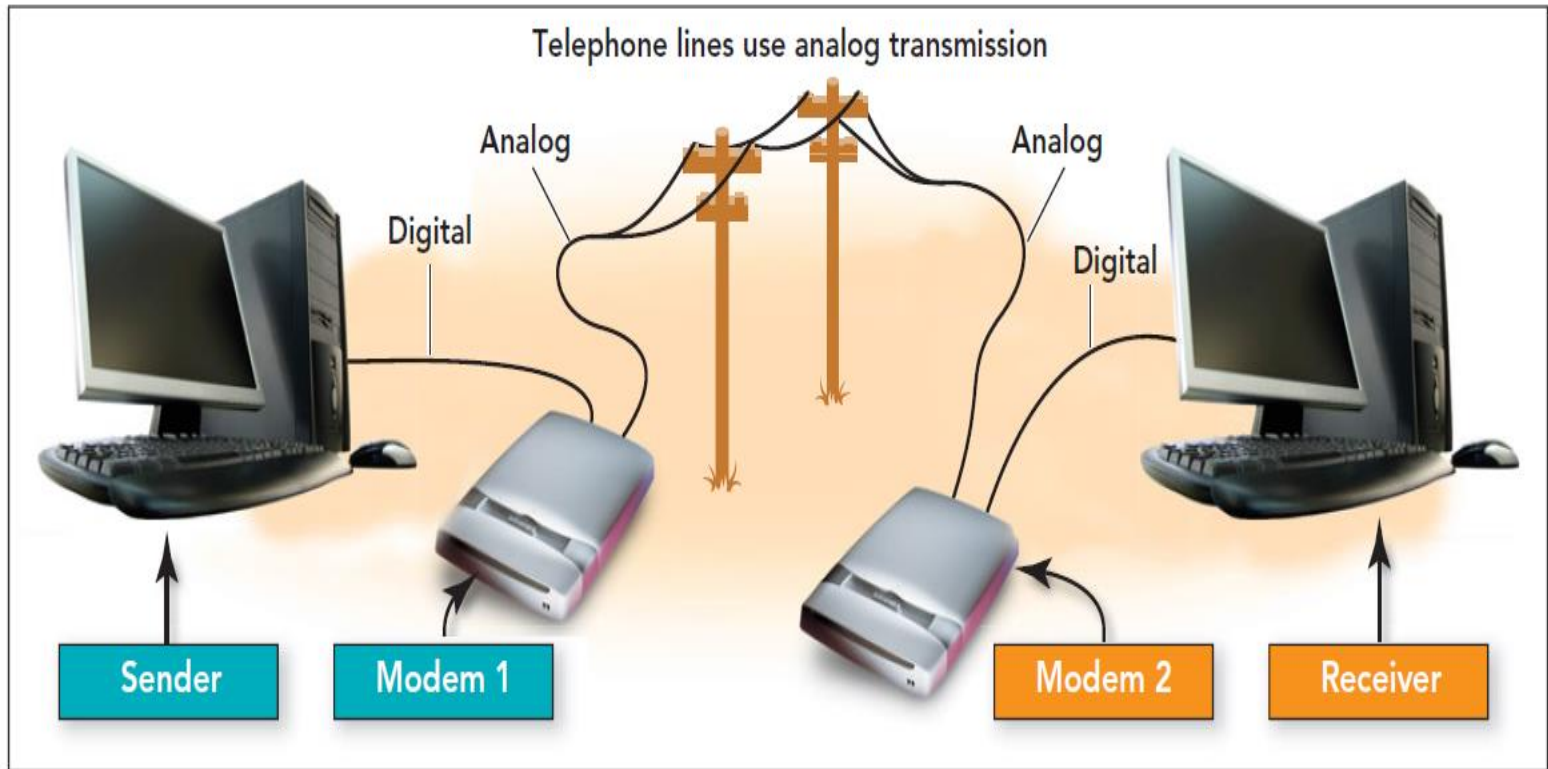 Telephone lines use analog transmission
Analog
Analog
Digital
Digital
Sender
Modem 1
Modem 2
Receiver